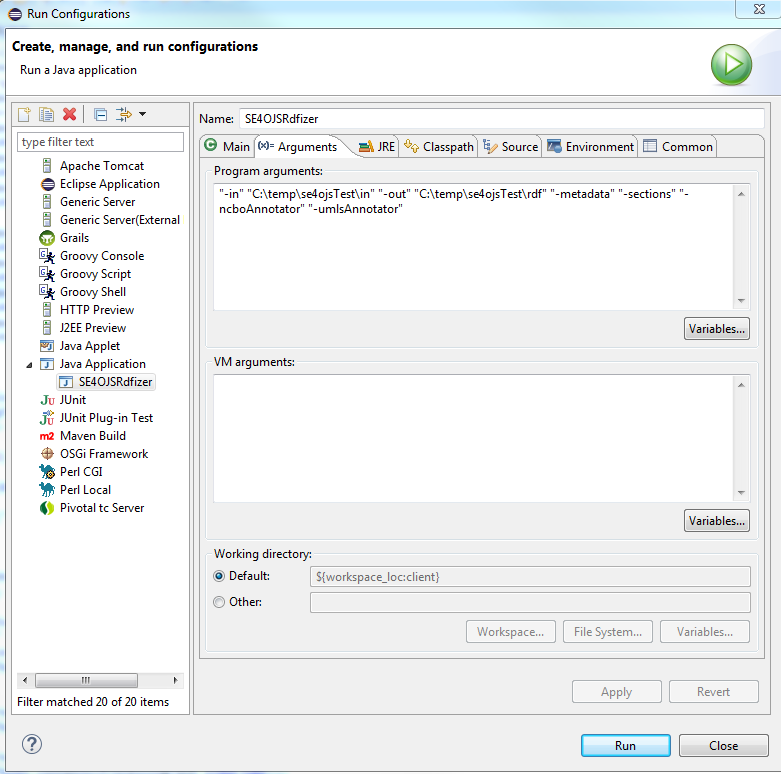 Run Configurations
Create, manage, and run configurations
Run a Java application
type filter text
Apache Tomcat
Eclipse Application
Generic Server
Generic Server(External
Grails
Groovy Console
Groovy Script
Groovy Shell
HTTP Preview
J2EE Preview
Java Applet
Java Application
SE4OJSRdfizer
JUnit
JUnit Plug-in Test
Maven Build
OSGi Framework
Perl CGI
Perl Local
Pivotal tc Server
Filter matched 20 of 20 items
Name: SE4OJSRdfizer
Main (x)= Arguments JRE Classpath Source Environment Common
Program arguments:
"-in" "C:\temp\se4ojsTest\in" "-out" "C:\temp\se4ojsTest\rdf" "-metadata" "-sections" "-
ncboAnnotator" "-umlsAnnotator"
Variables...
VM arguments:
Variables...
Working directory:
Default: ${workspace_loc:client}
Other:
Workspace... File System... Variables...
Apply Revert
? Run Close